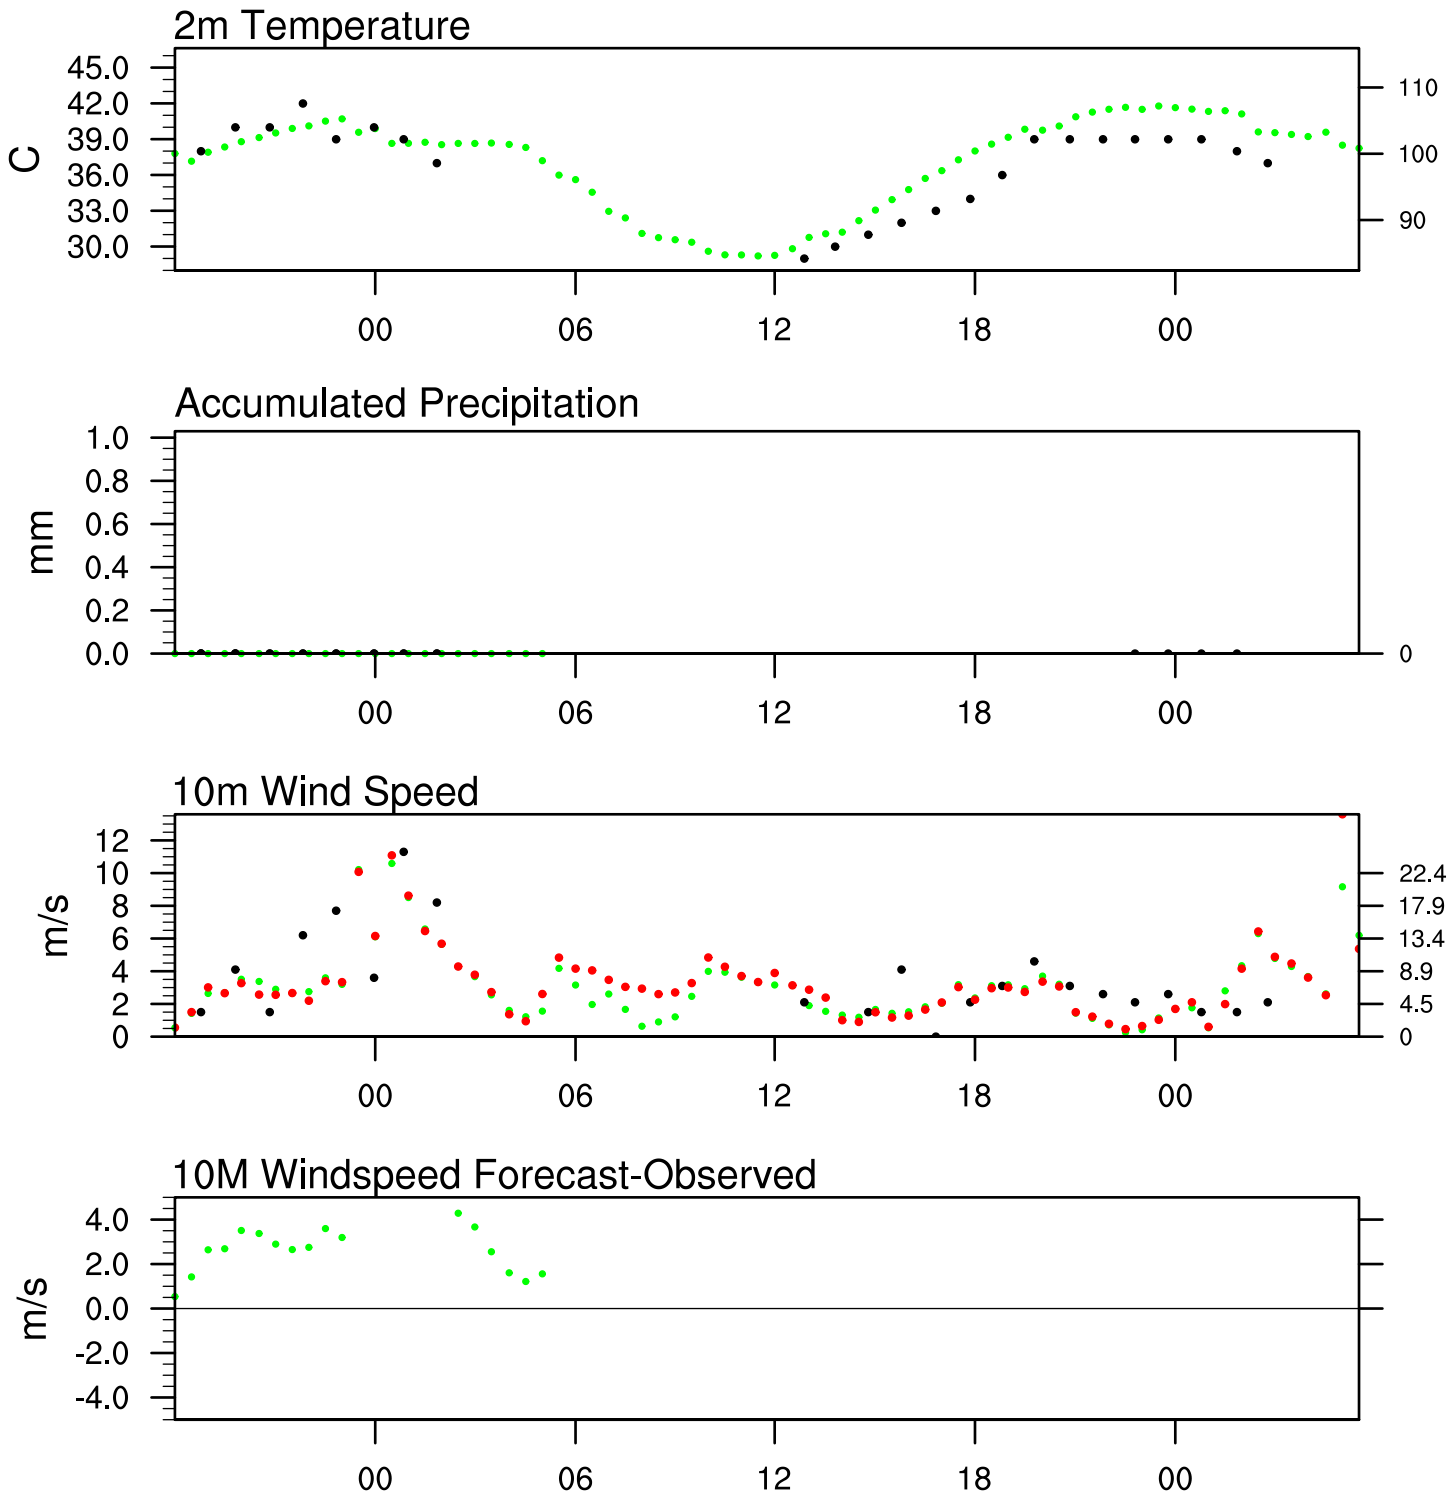 2m Temperature
45.0
42.0
39.0
36.0
33.0
30.0
C
110
100
90
00 06 12 18 00
Accumulated Precipitation
1.0
0.8
0.6
0.4
0.2
0.0
mm
0
00 06 12 18 00
10m Wind Speed
12
10
8
6
4
2
0
m/s
22.4
17.9
13.4
8.9
4.5
0
00 06 12 18 00
10M Windspeed Forecast-Observed
4.0
2.0
0.0
-2.0
-4.0
m/s
00 06 12 18 00